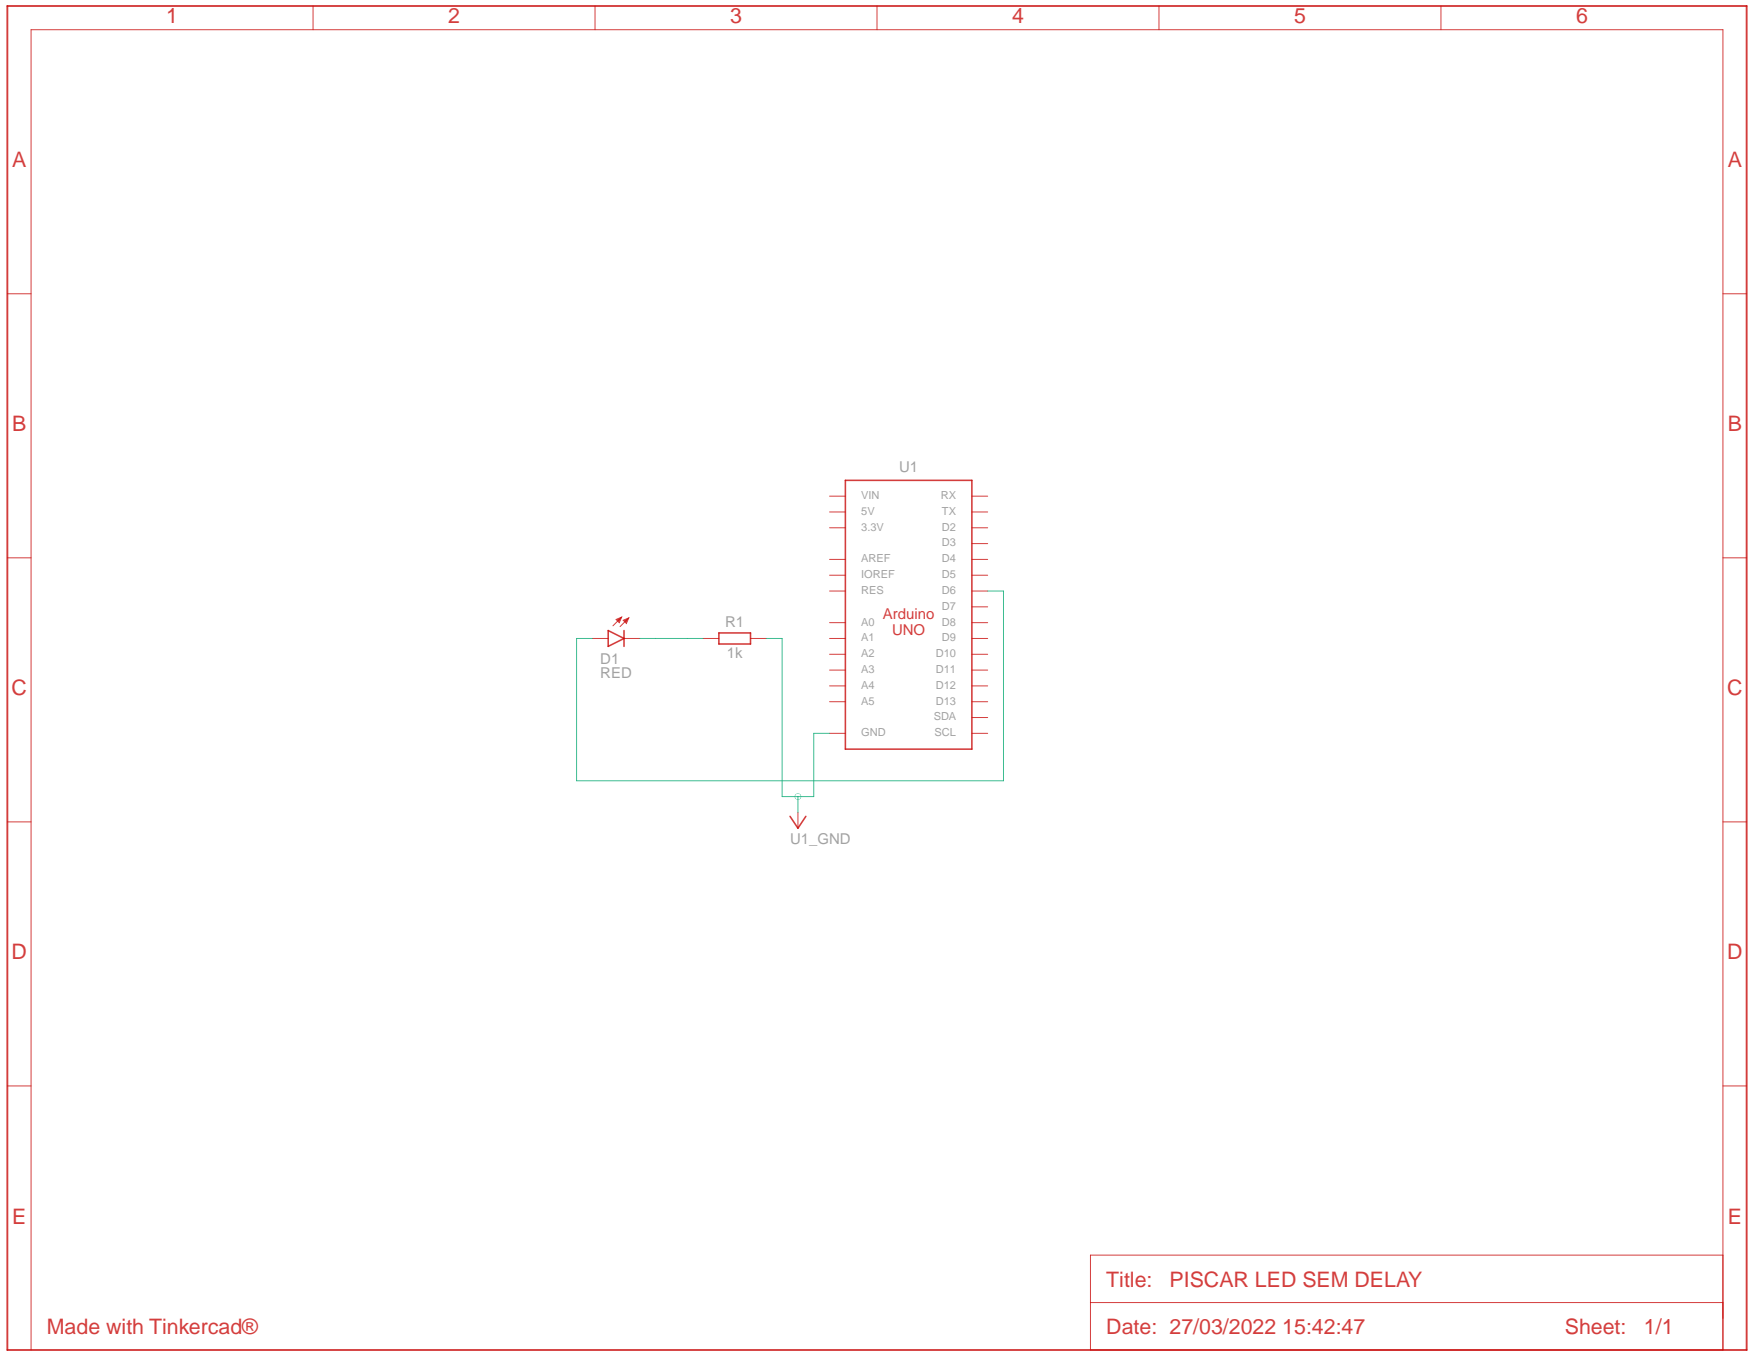 1 2 3 4 5 6
A A
B B
U1
VIN RX
5V TX
3.3V D2
D3
AREF D4
IOREF D5
RES D6
D7
Arduino
UNO
A0 D8
A1 D9
A2 D10
A3 D11
A4 D12
A5 D13
SDA
GND SCL
R1
1k
D1
RED
C C
U1_GND
D D
E E
Title: PISCAR LED SEM DELAY
Made with Tinkercad®
Date: 27/03/2022 15:42:47 Sheet: 1/1